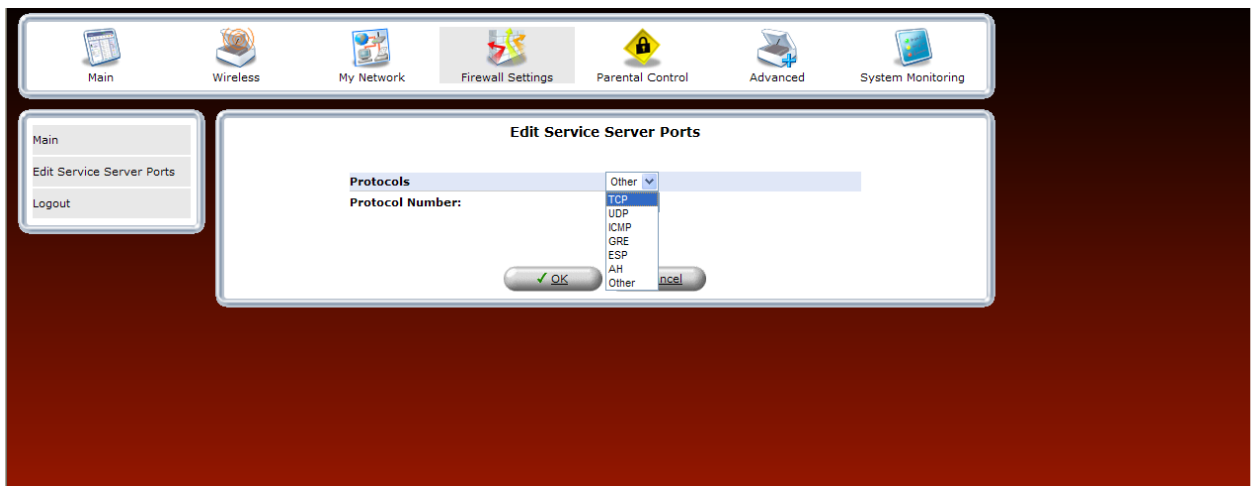 Main
Wireless
My Network
Firewall Settings
Parental Control
Advanced
System Monitoring
Main
Edit Service Server Ports
Logout
Edit Service Server Ports
Protocols
Other
Protocol Number:
TCP
UDP
ICMP
GRE
ESP
AH
Other
OK
ncel